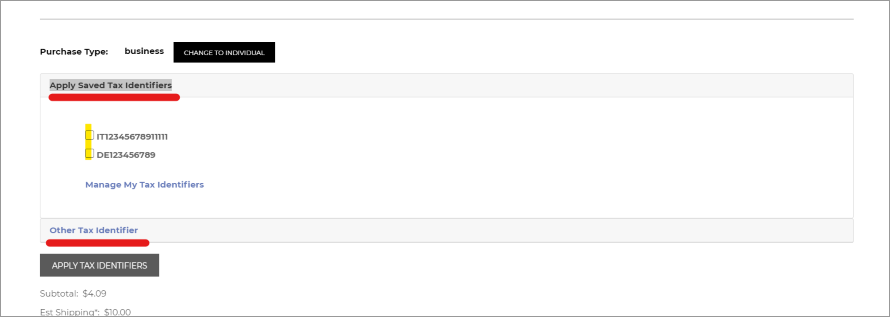 Purchase Type: business CHANGE TO INDIVIDUAL
Apply Saved Tax Identifiers
IT12345678911111
DE123456789
Manage My Tax Identifiers
Other Tax Identifier
APPLY TAX IDENTIFIERS
Subtotal: $4.09
Est Shipping*: $10.00